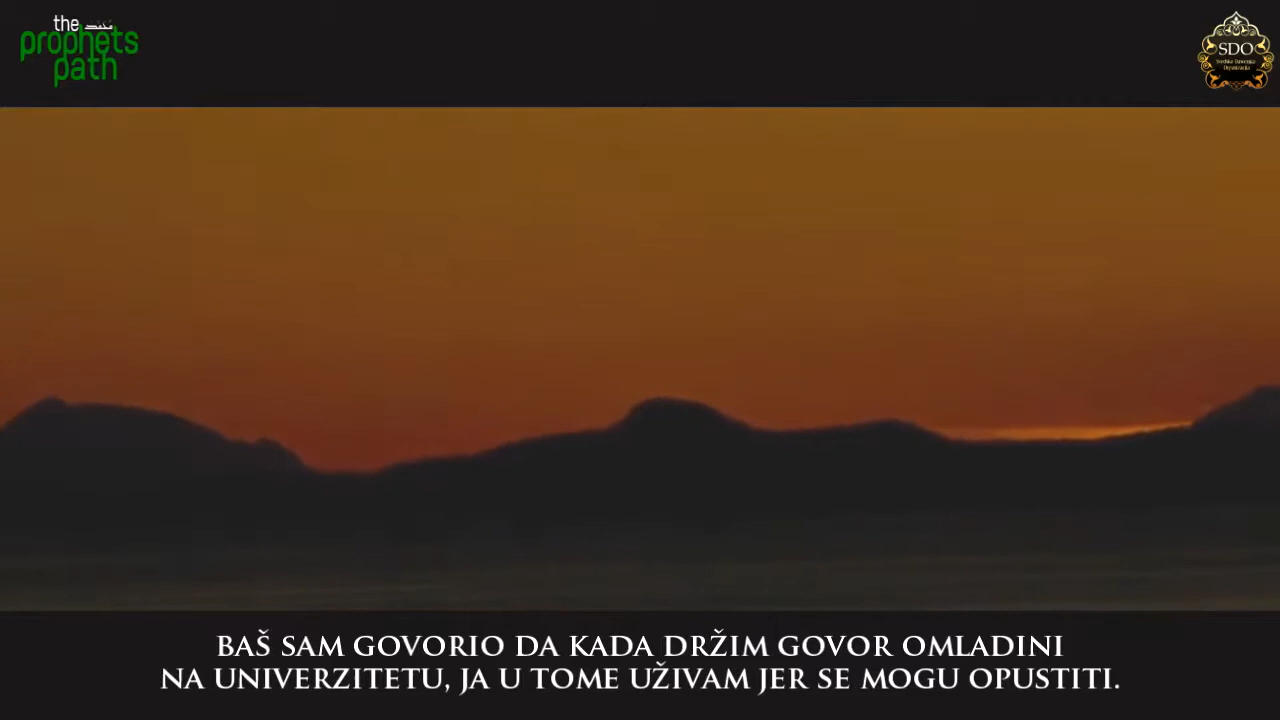 the محمد
prophets
path
SDO
BAŠ SAM GOVORIO DA KADA DRŽIM GOVOR OMLADINI
NA UNIVERZITETU, JA U TOME UŽIVAM JER SE MOGU OPUSTITI.